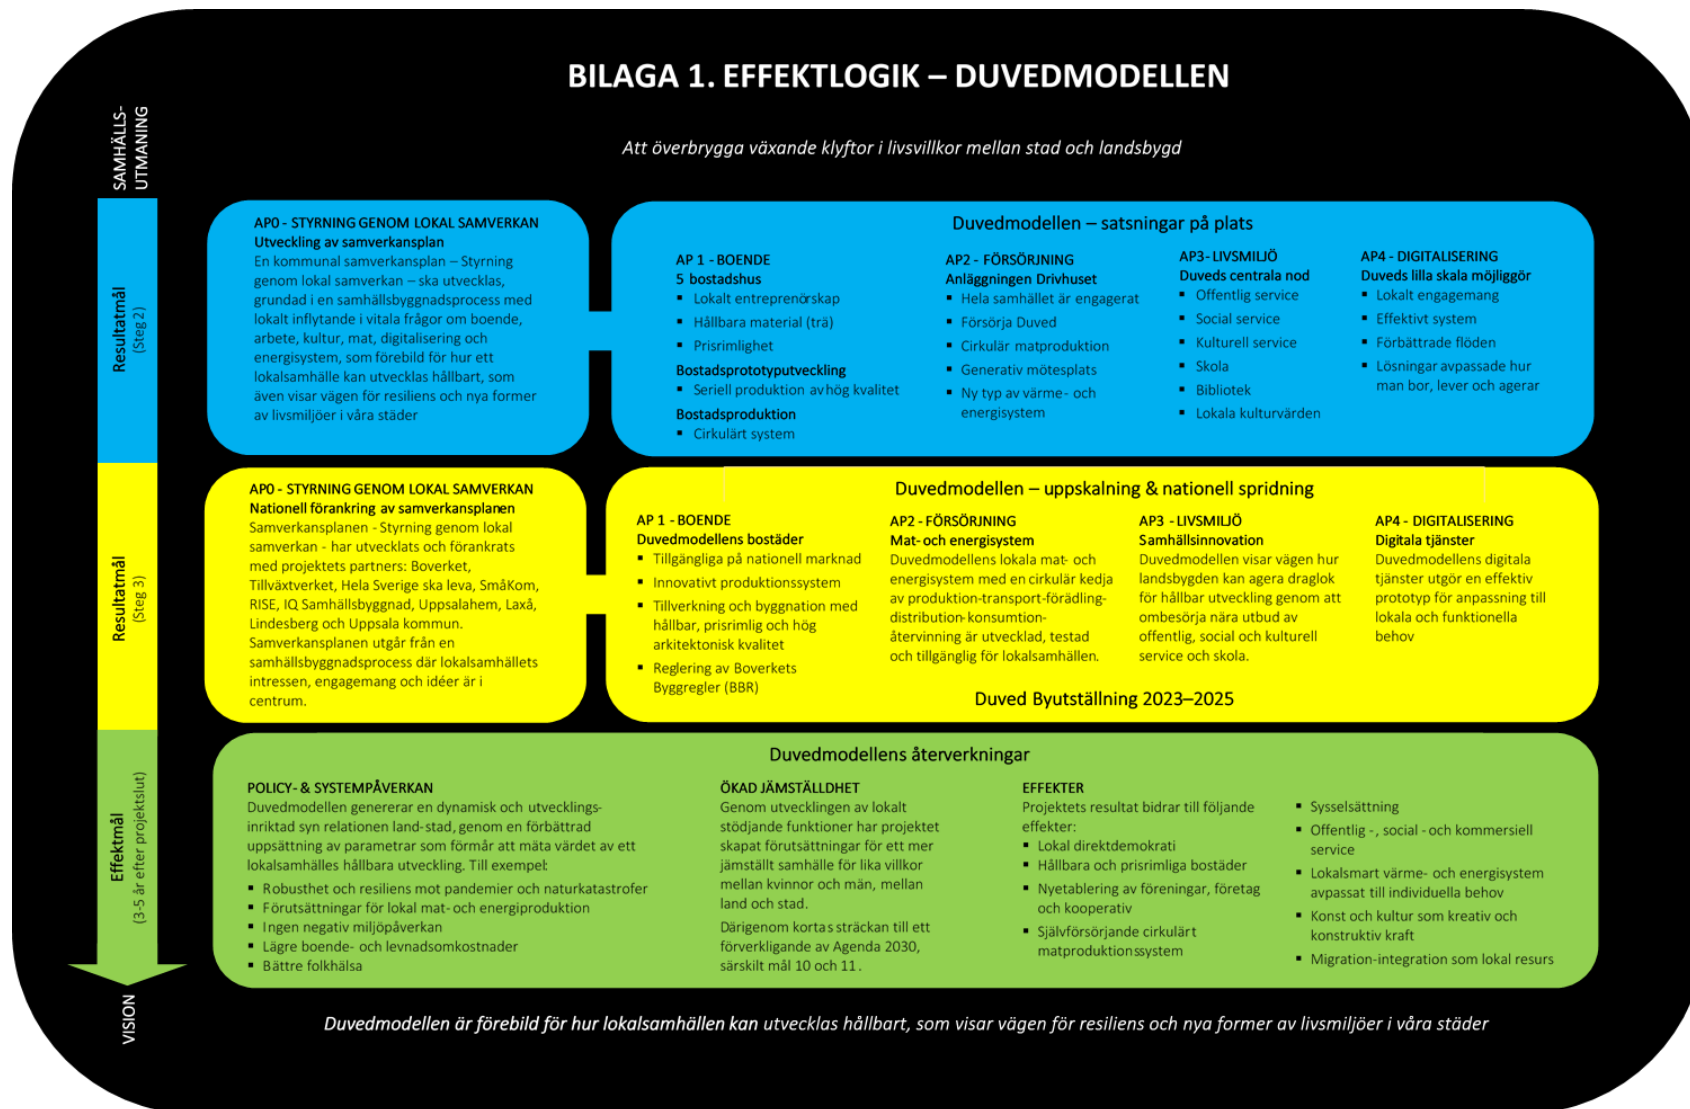 BILAGA 1. EFFEKTLOGIK – DUVEDMODELLEN
SAMHÄLLS-
UTMANING
Att överbrygga växande klyftor i livsvillkor mellan stad och landsbygd
Resultatmål
(Steg 2)
AP0 - STYRNING GENOM LOKAL SAMVERKAN
Utveckling av samverkansplan
En kommunal samverkansplan – Styrning
genom lokal samverkan – ska utvecklas,
grundad i en samhällsbyggnadsprocess med
lokalt inflytande i vitala frågor om boende,
arbete, kultur, mat, digitalisering och
energisystem, som förebild för hur ett
lokalsamhälle kan utvecklas hållbart, som
även visar vägen för resiliens och nya former
av livsmiljöer i våra städer
Duvedmodellen – satsningar på plats
AP 1 - BOENDE
5 bostadshus
▪ Lokalt entreprenörskap
▪ Hållbara material (trä)
▪ Prisrimlighet
Bostadsprototyputveckling
▪ Seriell produktion av hög kvalitet
Bostadsproduktion
▪ Cirkulärt system
AP2 - FÖRSÖRJNING
Anläggningen Drivhuset
▪ Hela samhället är engagerat
▪ Försörja Duved
▪ Cirkulär matproduktion
▪ Generativ mötesplats
▪ Ny typ av värme- och
energisystem
AP3- LIVSMILJÖ
Duveds centrala nod
▪ Offentlig service
▪ Social service
▪ Kulturell service
▪ Skola
▪ Bibliotek
▪ Lokala kulturvärden
AP4 - DIGITALISERING
Duveds lilla skala möjliggör
▪ Lokalt engagemang
▪ Effektivt system
▪ Förbättrade flöden
▪ Lösningar avpassade hur
man bor, lever och agerar
Resultatmål
(Steg 3)
AP0 - STYRNING GENOM LOKAL SAMVERKAN
Nationell förankring av samverkansplanen
Samverkansplanen - Styrning genom lokal
samverkan - har utvecklats och förankrats
med projektets partners: Boverket,
Tillväxtverket, Hela Sverige ska leva, SmåKom,
RISE, IQ Samhällsbyggnad, Uppsalahem, Laxå,
Lindesberg och Uppsala kommun.
Samverkansplanen utgår från en
samhällsbyggnadsprocess där lokalsamhällets
intressen, engagemang och idéer är i
centrum.
Duvedmodellen – uppskalning & nationell spridning
AP 1 - BOENDE
Duvedmodellens bostäder
▪ Tillgängliga på nationell marknad
▪ Innovativt produktionssystem
▪ Tillverkning och byggnation med
hållbar, prisrimlig och hög
arkitektonisk kvalitet
▪ Reglering av Boverkets
Byggregler (BBR)
AP2 - FÖRSÖRJNING
Mat- och energisystem
Duvedmodellens lokala mat- och
energisystem med en cirkulär kedja
av produktion-transport-förädling-
distribution-konsumtion-
återvinning är utvecklad, testad
och tillgänglig för lokalsamhällen.
AP3 - LIVSMILJÖ
Samhällsinnovation
Duvedmodellen visar vägen hur
landsbygden kan agera draglok
för hållbar utveckling genom att
ombesörja nära utbud av
offentlig, social och kulturell
service och skola.
AP4 - DIGITALISERING
Digitala tjänster
Duvedmodellens digitala
tjänster utgör en effektiv
prototyp för anpassning till
lokala och funktionella
behov
Duved Byutställning 2023–2025
Effektmål
(3-5 år efter projektslut)
Duvedmodellens återverkningar
POLICY- & SYSTEMPÅVERKAN
Duvedmodellen genererar en dynamisk och utvecklings-
inriktad syn relationen land-stad, genom en förbättrad
uppsättning av parametrar som förmår att mäta värdet av ett
lokalsamhälles hållbara utveckling. Till exempel:
▪ Robusthet och resiliens mot pandemier och naturkatastrofer
▪ Förutsättningar för lokal mat- och energiproduktion
▪ Ingen negativ miljöpåverkan
▪ Lägre boende- och levnadsomkostnader
▪ Bättre folkhälsa
ÖKAD JÄMSTÄLLDHET
Genom utvecklingen av lokalt
stödjande funktioner har projektet
skapat förutsättningar för ett mer
jämställt samhälle för lika villkor
mellan kvinnor och män, mellan
land och stad.
Därigenom kortas sträckan till ett
förverkligande av Agenda 2030,
särskilt mål 10 och 11.
EFFEKTER
Projektets resultat bidrar till följande
effekter:
▪ Lokal direktdemokrati
▪ Hållbara och prisrimliga bostäder
▪ Nyetablering av föreningar, företag
och kooperativ
▪ Självförsörjande cirkulärt
matproduktionssystem
▪ Sysselsättning
▪ Offentlig -, social - och kommersiell
service
▪ Lokalsmart värme- och energisystem
avpassat till individuella behov
▪ Konst och kultur som kreativ och
konstruktiv kraft
▪ Migration-integration som lokal resurs
VISION
Duvedmodellen är förebild för hur lokalsamhällen kan utvecklas hållbart, som visar vägen för resiliens och nya former av livsmiljöer i våra städer